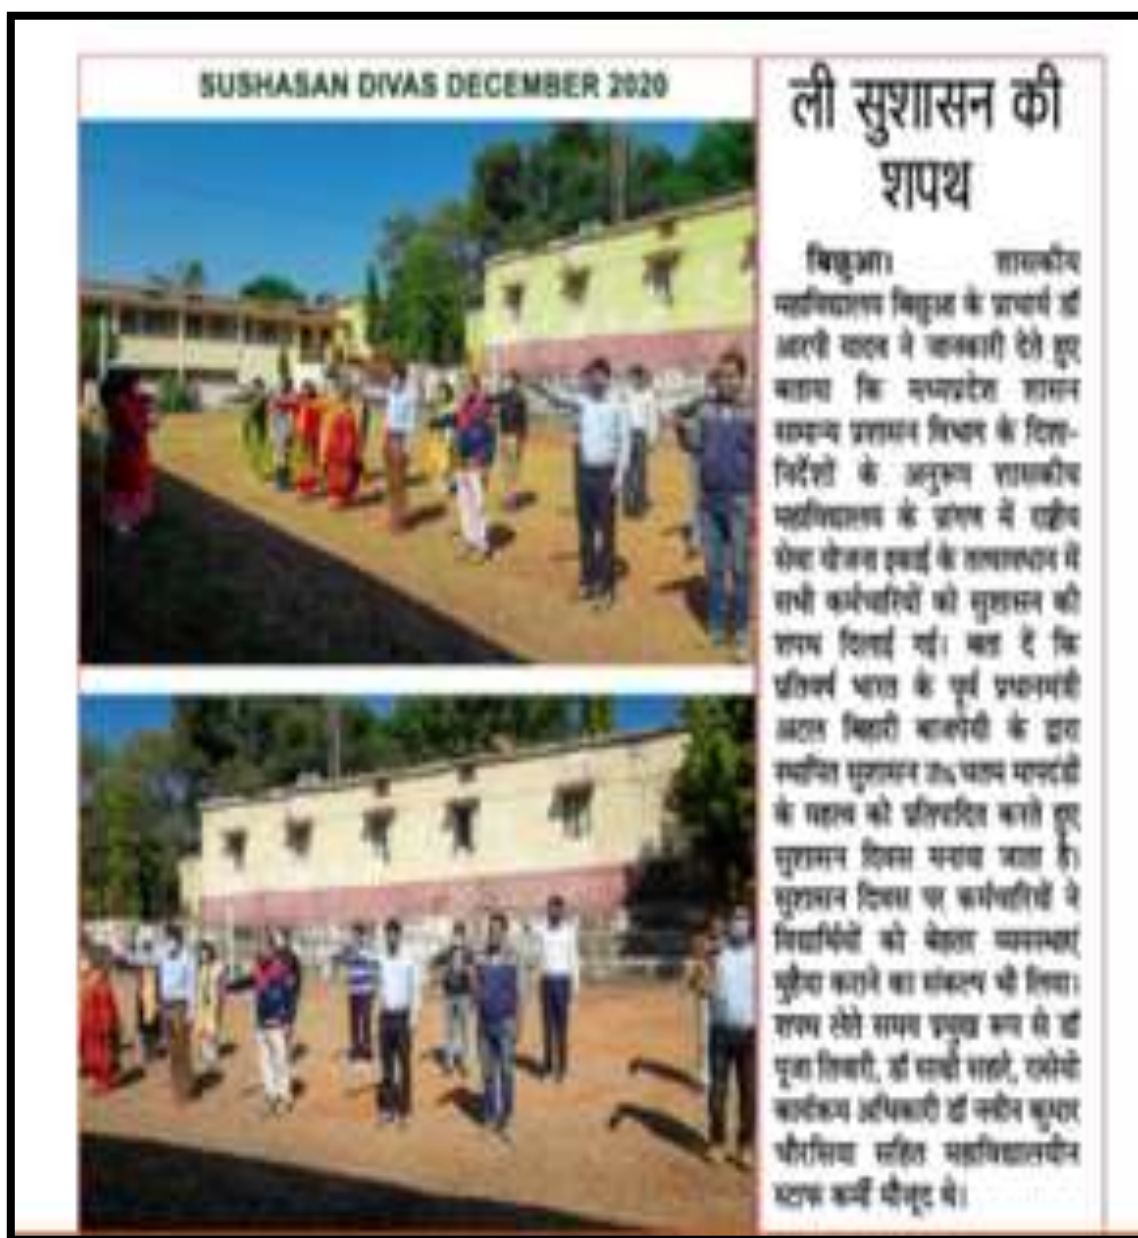 SUSHASAN DIVAS DECEMBER 2020
ली सुशासन की
शपथ
बिछुआ। शासकीय
महाविद्यालय बिछुआ के प्राचार्य डॉ
आरपी यादव ने जानकारी देते हुए
बताया कि मध्यप्रदेश शासन
सामान्य प्रशासन विभाग के दिशा-
निर्देशों के अनुरूप शासकीय
महाविद्यालय के प्रांगण में राष्ट्रीय
सेवा योजना इकाई के तत्वावधान में
सभी कर्मचारियों को सुशासन की
शपथ दिलाई गई। बता दें कि
प्रतिवर्ष भारत के पूर्व प्रधानमंत्री
अटल बिहारी बाजपेयी के द्वारा
स्थापित सुशासन मापदंडों
के महत्व को प्रतिपादित करते हुए
सुशासन दिवस मनाया जाता है।
सुशासन दिवस पर कर्मचारियों ने
विद्यार्थियों को बेहतर व्यवस्थाएं
मुहैया कराने का संकल्प भी लिया।
शपथ लेते समय प्रमुख रूप से डॉ
पूजा तिवारी, डॉ सहारे, रासेयो
कार्यक्रम अधिकारी डॉ नवीन कुमार
चौरसिया सहित महाविद्यालयीन
स्टाफ कर्मी मौजूद थे।